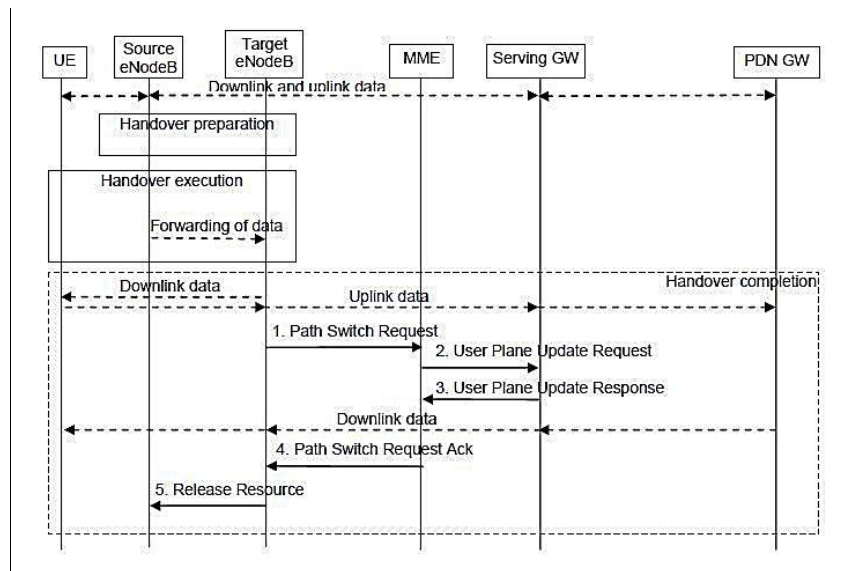 UE
Source
eNodeB
Target
eNodeB
MME
Serving GW
PDN GW
Downlink and uplink data
Handover preparation
Handover execution
Forwarding of data
Handover completion
Downlink data
Uplink data
1. Path Switch Request
2. User Plane Update Request
3. User Plane Update Response
Downlink data
4. Path Switch Request Ack
5. Release Resource